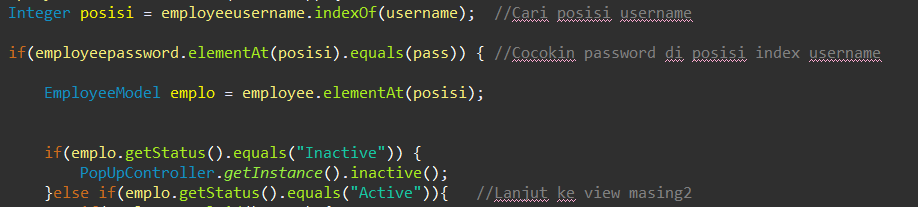 Integer posisi = employeeusername.indexOf(username);  //Cari posisi username
if(employeepassword.elementAt(posisi).equals(pass)) { //Cocokin password di posisi index username
EmployeeModel emplo = employee.elementAt(posisi);
if(emplo.getStatus().equals("Inactive")) {
PopUpController.getInstance().inactive();
}else if(emplo.getStatus().equals("Active")){   //Lanjut ke view masing2